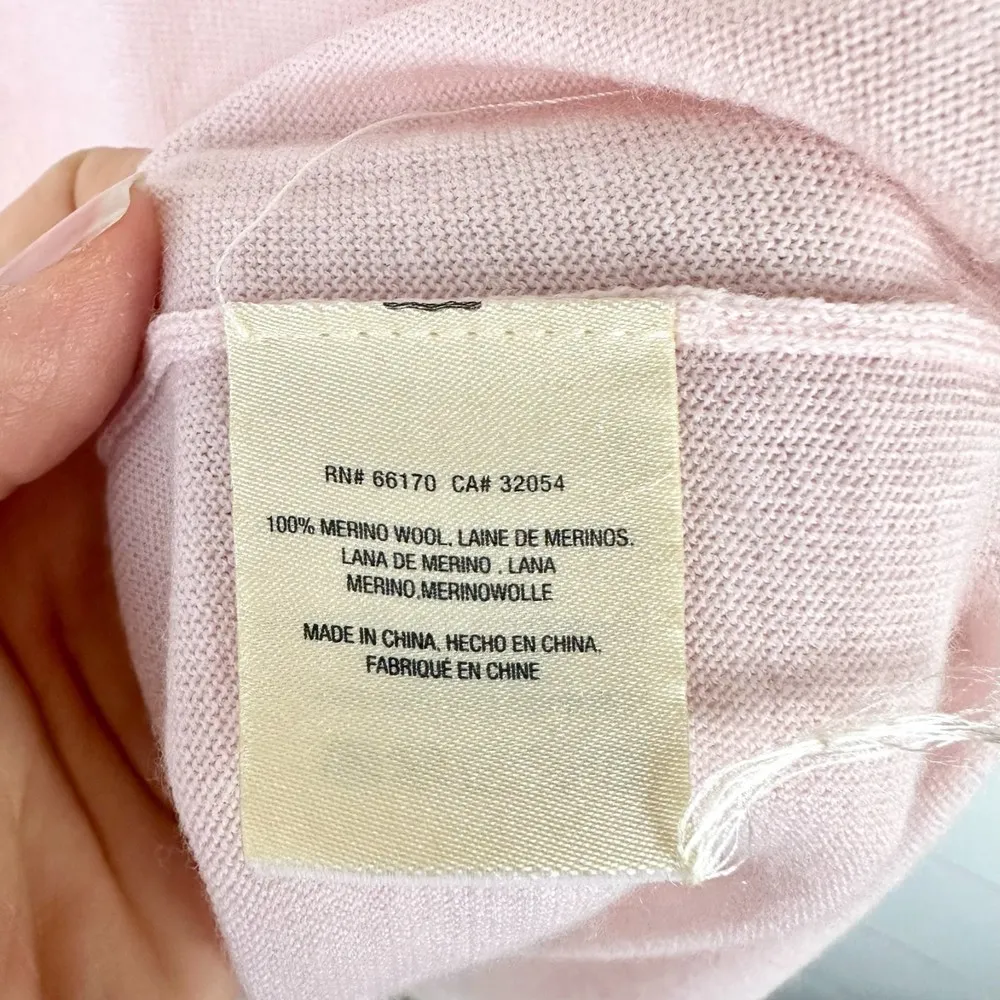 RN# 66170 CA# 32054
100% MERINO WOOL. LAINE DE MERINOS.
LANA DE MERINO . LANA
MERINO.MERINOWOLLE
MADE IN CHINA. HECHO EN CHINA.
FABRIQUÉ EN CHINE